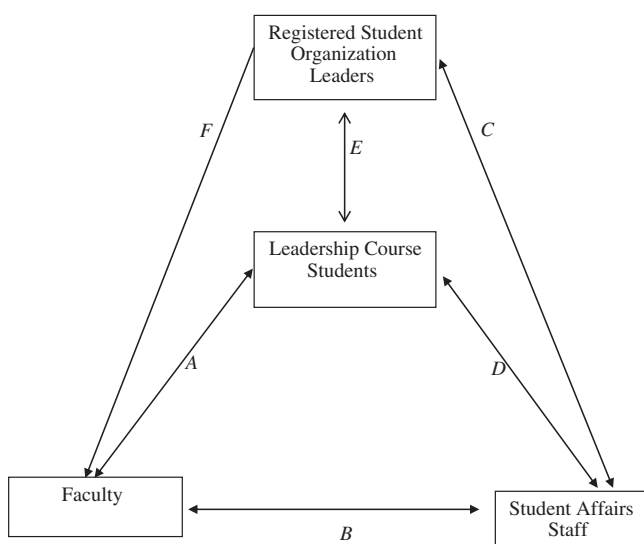 Registered Student
Organization
Leaders
F
C
E
Leadership Course
Students
A
D
Faculty
Student Affairs
Staff
B